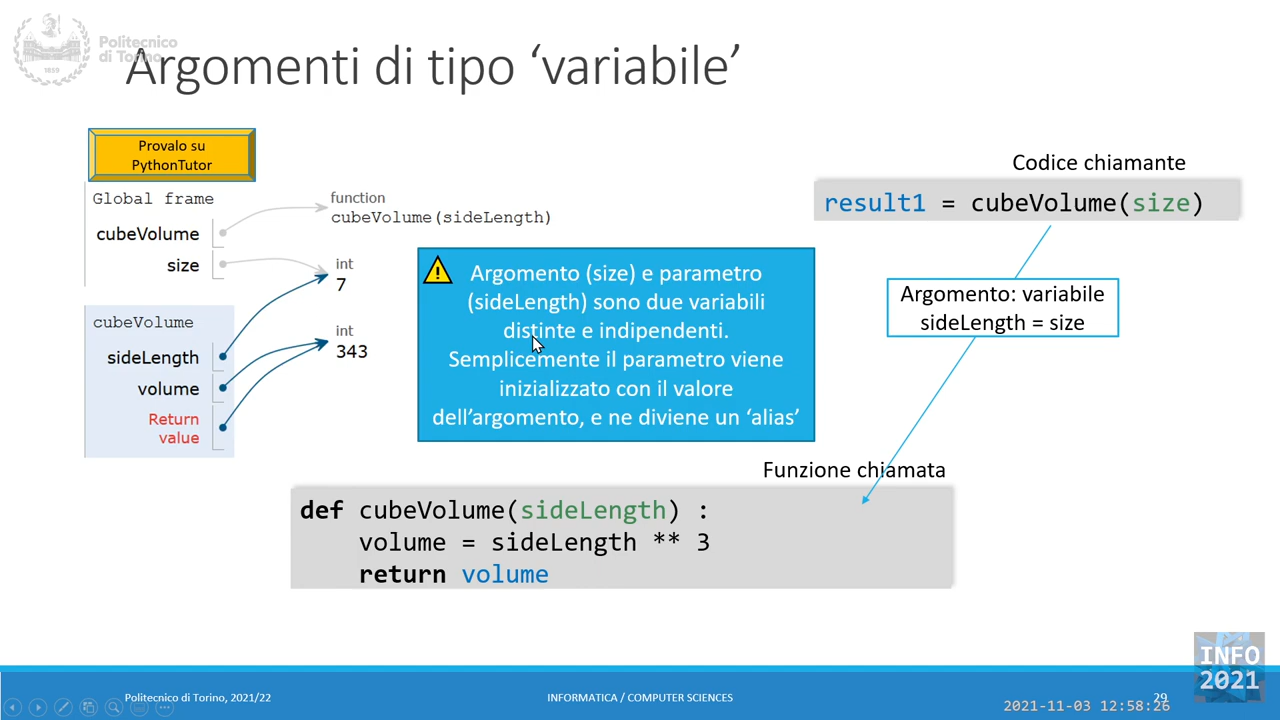 Politecnico
di Torino
1859
Argomenti di tipo ‘variabile’
Provalo su
PythonTutor
Global frame
cubeVolume
size
function
cubeVolume(sideLength)
int
7
int
343
cubeVolume
sideLength
volume
Return
value
Argomento (size) e parametro
(sideLength) sono due variabili
distinte e indipendenti.
Semplicemente il parametro viene
inizializzato con il valore
dell’argomento, e ne diviene un ‘alias’
Codice chiamante
result1 = cubeVolume(size)
Argomento: variabile
sideLength = size
Funzione chiamata
def cubeVolume(sideLength) :
volume = sideLength ** 3
return volume
Politecnico di Torino, 2021/22
INFORMATICA / COMPUTER SCIENCES
29
INFO
2021
2021-11-03 12:58:26